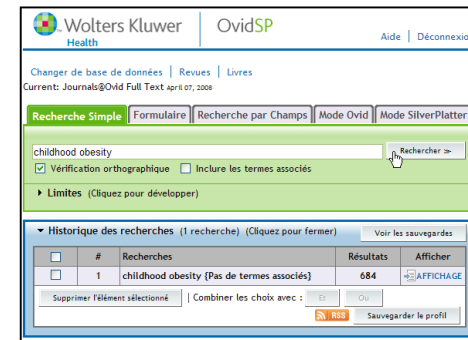 Wolters Kluwer
Health
OvidSP
Aide | Déconnexio
Changer de base de données | Revues | Livres
Current: Journals@Ovid Full Text April 07, 2008
Recherche Simple Formulaire Recherche par Champs Mode Ovid Mode SilverPlatter
childhood obesity Rechercher >>
Vérification orthographique Inclure les termes associés
Limites (Cliquez pour développer)
Historique des recherches (1 recherche) (Cliquez pour fermer) Voir les sauvegardes
# Recherches Résultats Afficher
1 childhood obesity {Pas de termes associés} 684 AFFICHAGE
Supprimer l'élément sélectionné | Combiner les choix avec : Et Ou
RSS Sauvegarder le profil